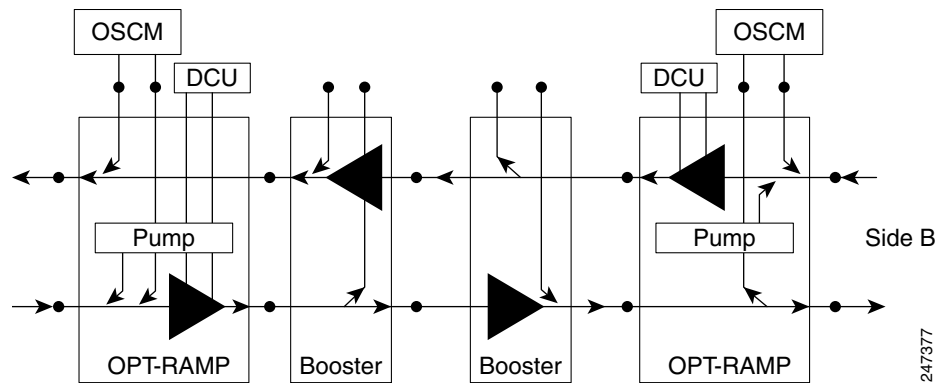 OSCM
OSCM
DCU
DCU
Pump
Pump
Side B
OPT-RAMP
Booster
Booster
OPT-RAMP
247377